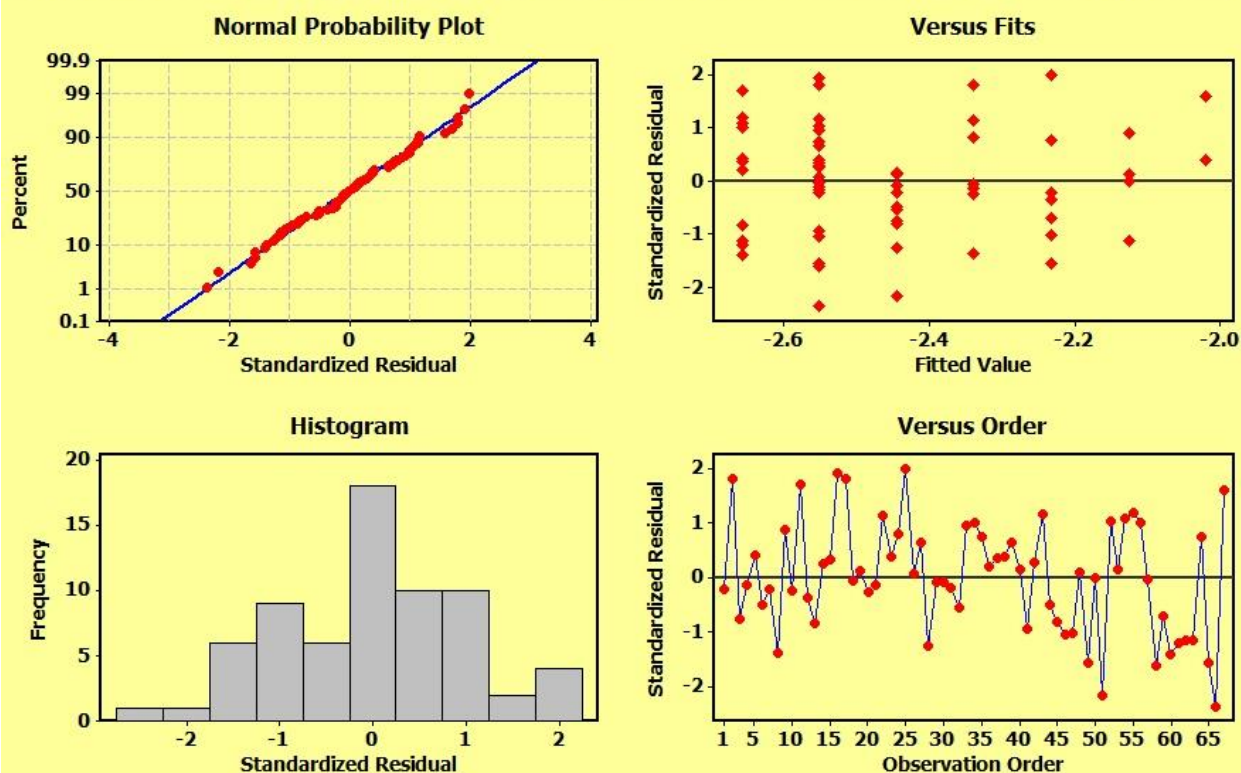 Normal Probability Plot
Percent
99.9
99
90
50
10
1
0.1
-4
-2
0
2
4
Standardized Residual
Versus Fits
Standardized Residual
2
1
0
-1
-2
-2.6
-2.4
-2.2
-2.0
Fitted Value
Histogram
Frequency
20
15
10
5
0
-2
-1
0
1
2
Standardized Residual
Versus Order
Standardized Residual
2
1
0
-1
-2
1 5 10 15 20 25 30 35 40 45 50 55 60 65
Observation Order